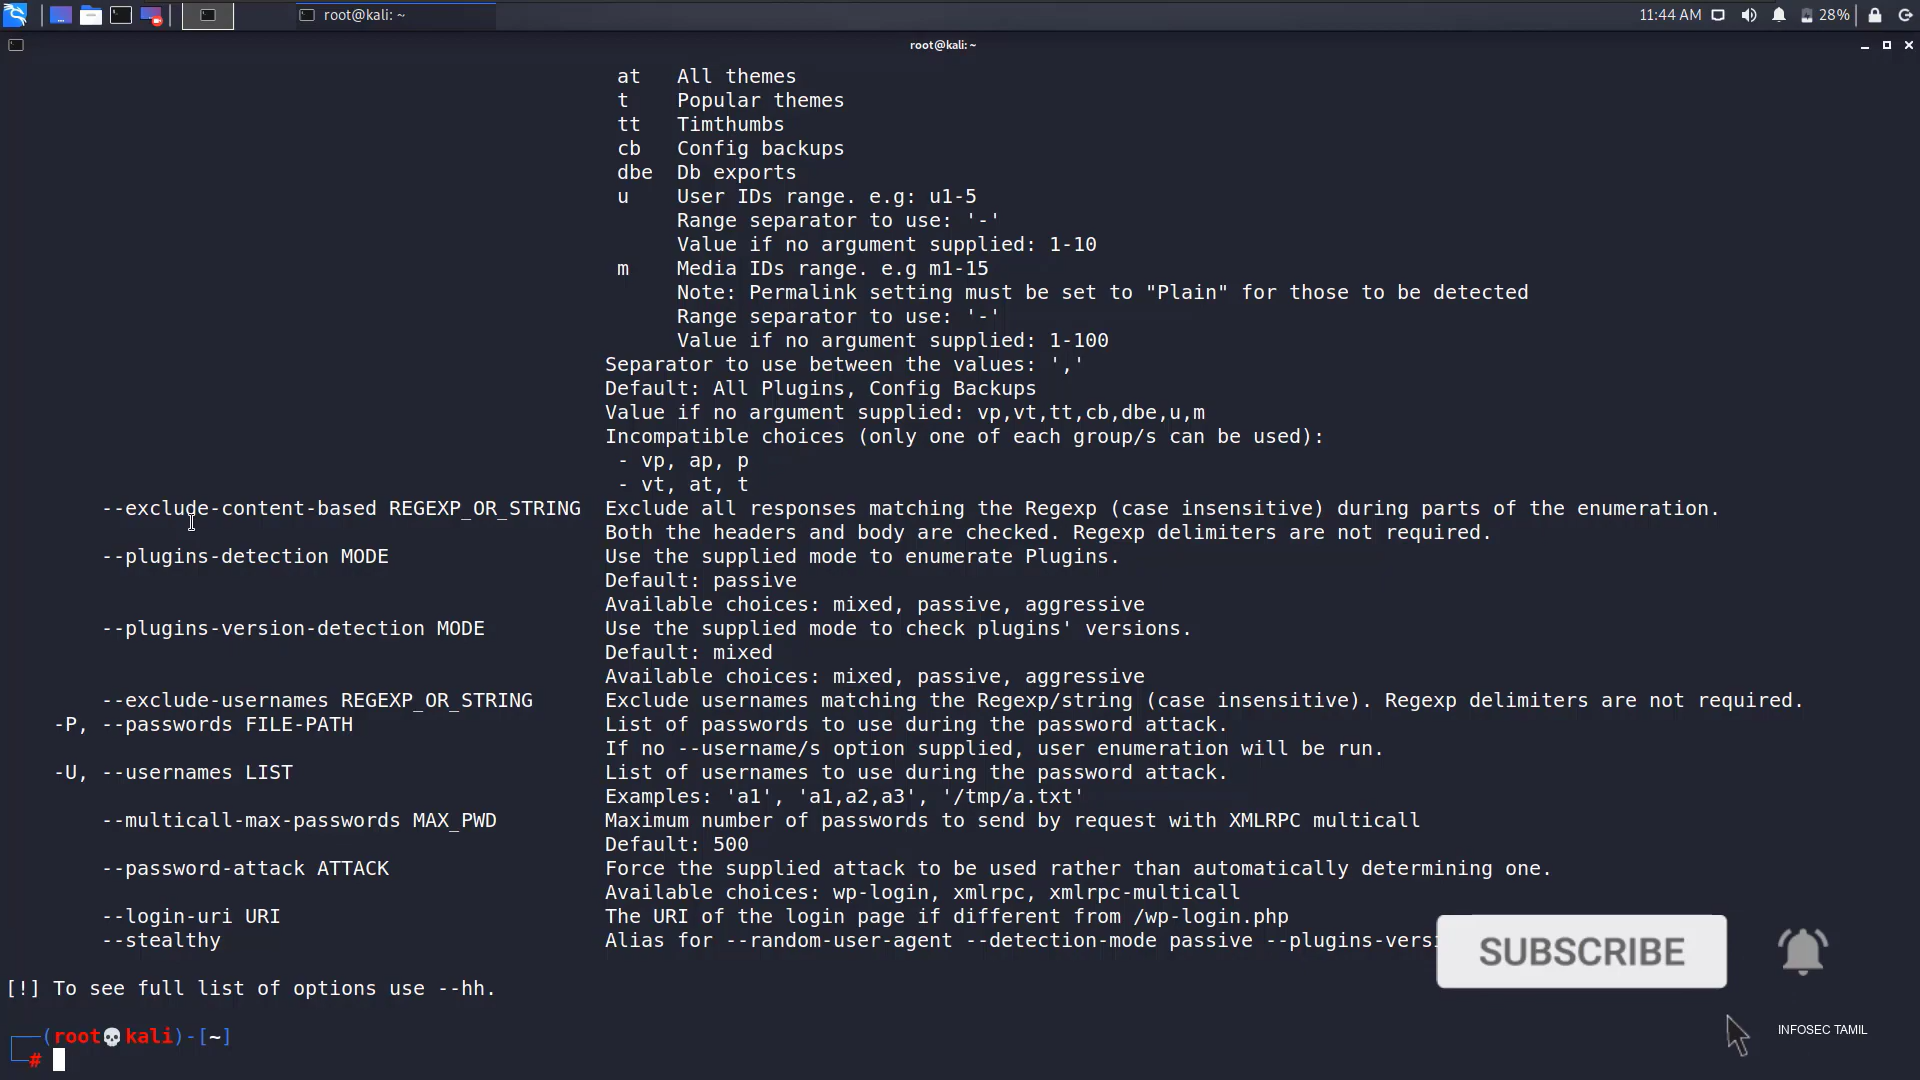 root@kali: ~
11:44 AM
28%
root@kali: ~
at All themes
t Popular themes
tt Timthumbs
cb Config backups
dbe Db exports
u User IDs range. e.g: u1-5
Range separator to use: '-'
Value if no argument supplied: 1-10
m Media IDs range. e.g m1-15
Note: Permalink setting must be set to "Plain" for those to be detected
Range separator to use: '-'
Value if no argument supplied: 1-100
Separator to use between the values: ','
Default: All Plugins, Config Backups
Value if no argument supplied: vp,vt,tt,cb,dbe,u,m
Incompatible choices (only one of each group/s can be used):
- vp, ap, p
- vt, at, t
--exclude-content-based REGEXP_OR_STRING Exclude all responses matching the Regexp (case insensitive) during parts of the enumeration.
Both the headers and body are checked. Regexp delimiters are not required.
--plugins-detection MODE Use the supplied mode to enumerate Plugins.
Default: passive
Available choices: mixed, passive, aggressive
--plugins-version-detection MODE Use the supplied mode to check plugins' versions.
Default: mixed
Available choices: mixed, passive, aggressive
--exclude-usernames REGEXP_OR_STRING Exclude usernames matching the Regexp/string (case insensitive). Regexp delimiters are not required.
-P, --passwords FILE-PATH List of passwords to use during the password attack.
If no --username/s option supplied, user enumeration will be run.
-U, --usernames LIST List of usernames to use during the password attack.
Examples: 'a1', 'a1,a2,a3', '/tmp/a.txt'
--multicall-max-passwords MAX_PWD Maximum number of passwords to send by request with XMLRPC multicall
Default: 500
--password-attack ATTACK Force the supplied attack to be used rather than automatically determining one.
Available choices: wp-login, xmlrpc, xmlrpc-multicall
--login-uri URI The URI of the login page if different from /wp-login.php
--stealthy Alias for --random-user-agent --detection-mode passive --plugins-versi
SUBSCRIBE
[!] To see full list of options use --hh.
(root💀kali)-[~]
#
INFOSEC TAMIL